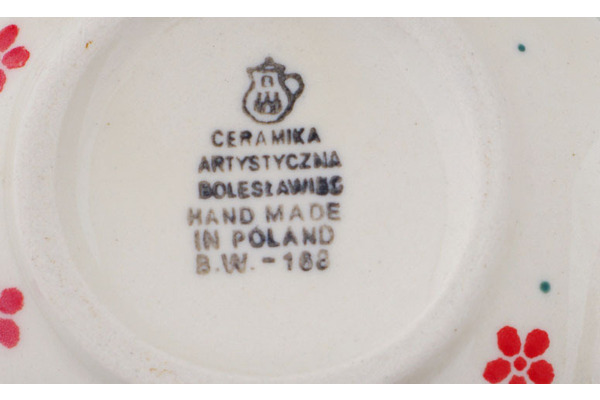 CERAMIKA
ARTYSTYCZNA
BOLESŁAWIEC
HAND MADE
IN POLAND
B.W. - 168